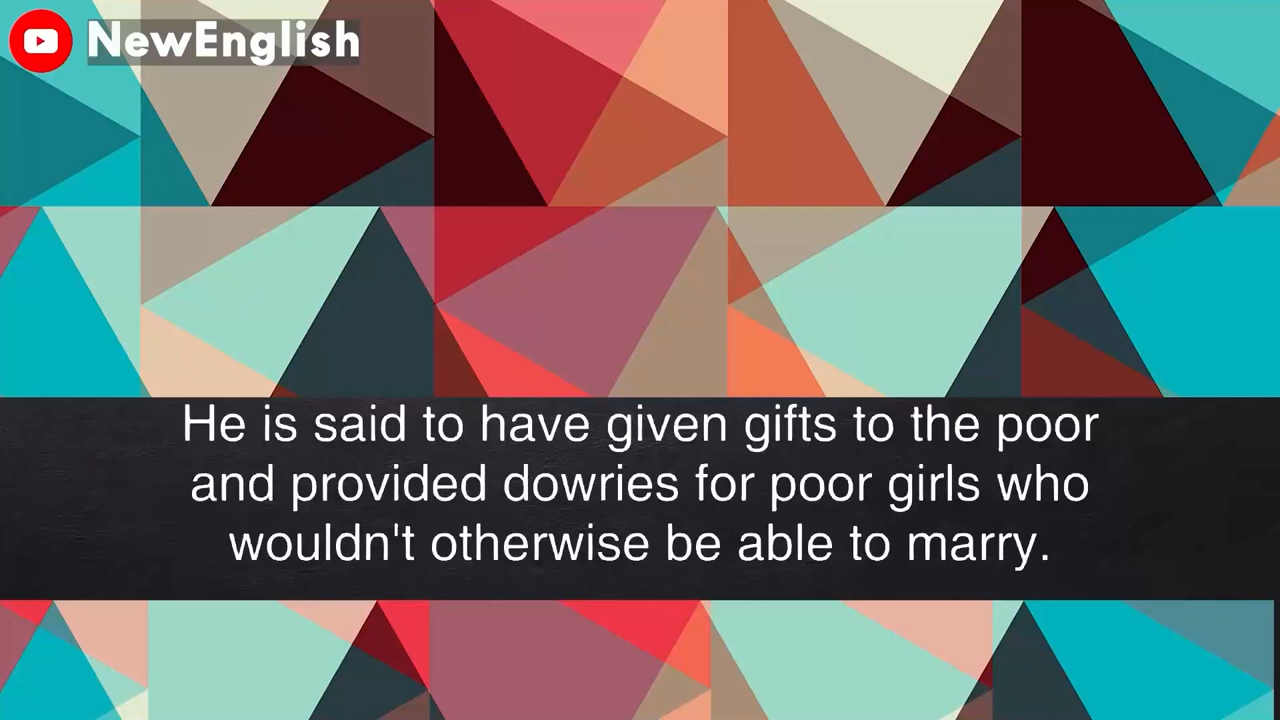 NewEnglish
He is said to have given gifts to the poor
and provided dowries for poor girls who
wouldn't otherwise be able to marry.